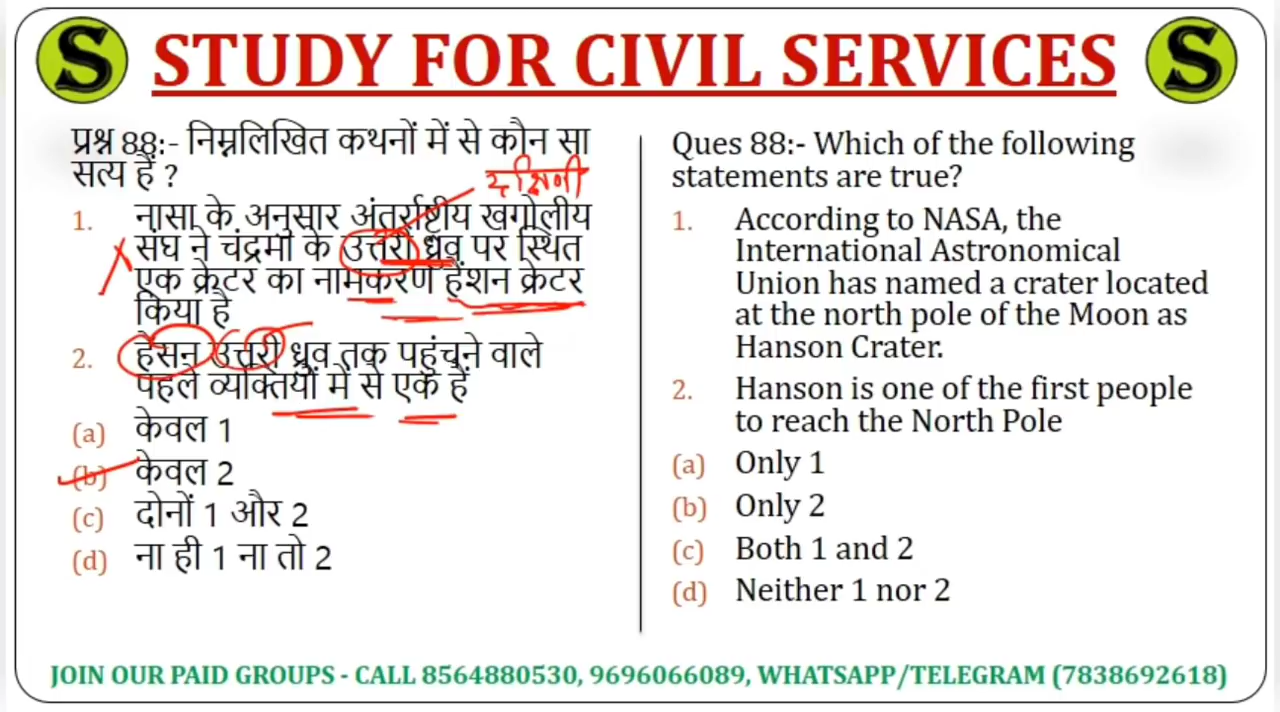 S
STUDY FOR CIVIL SERVICES
S
प्रश्न 88:- निम्नलिखित कथनों में से कौन सा
सत्य हैं ?
दक्षिणी
1. नासा के अनुसार अंतर्राष्ट्रीय खगोलीय
संघ ने चंद्रमा के उत्तरी ध्रुव पर स्थित
एक क्रेटर का नामकरण हेंशन क्रेटर
किया है
2. हेंसन उत्तरी ध्रुव तक पहुंचने वाले
पहले व्यक्तियों में से एक हैं
(a) केवल 1
(b) केवल 2
(c) दोनों 1 और 2
(d) ना ही 1 ना तो 2
Ques 88:- Which of the following
statements are true?
1. According to NASA, the
International Astronomical
Union has named a crater located
at the north pole of the Moon as
Hanson Crater.
2. Hanson is one of the first people
to reach the North Pole
(a) Only 1
(b) Only 2
(c) Both 1 and 2
(d) Neither 1 nor 2
JOIN OUR PAID GROUPS - CALL 8564880530, 9696066089, WHATSAPP/TELEGRAM (7838692618)